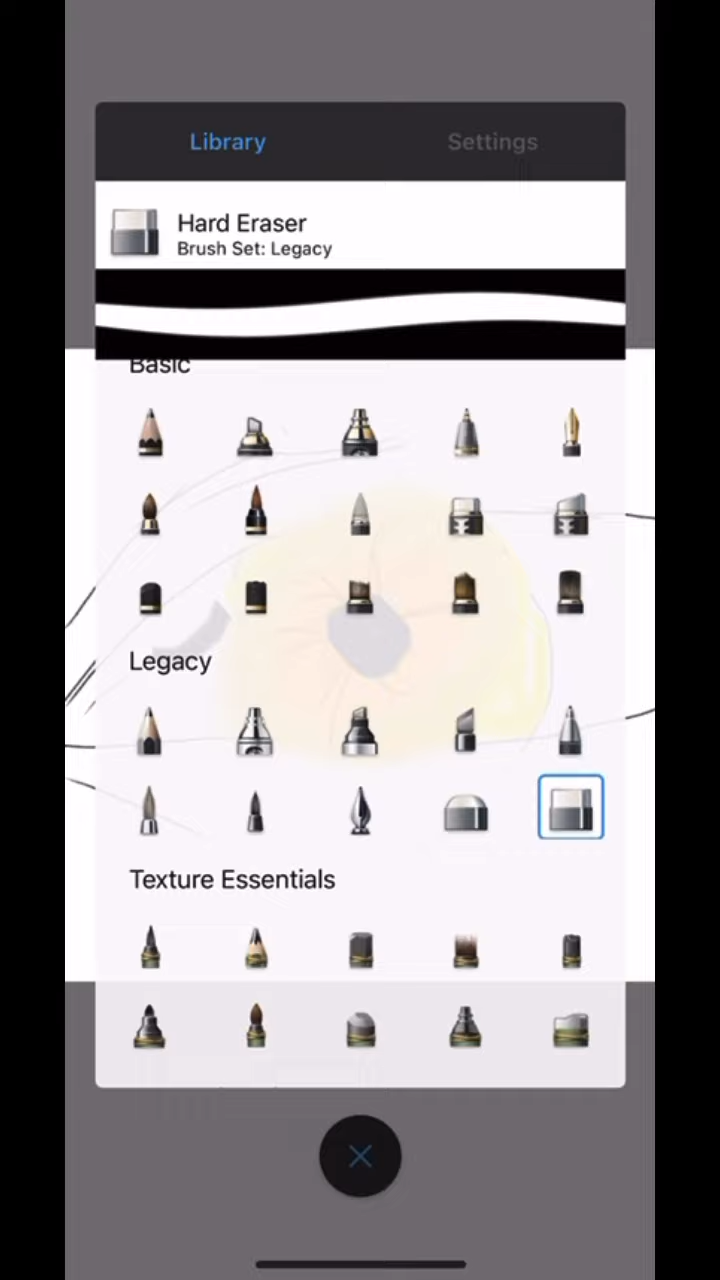 Library
Settings
Hard Eraser
Brush Set: Legacy
Basic
Legacy
Texture Essentials